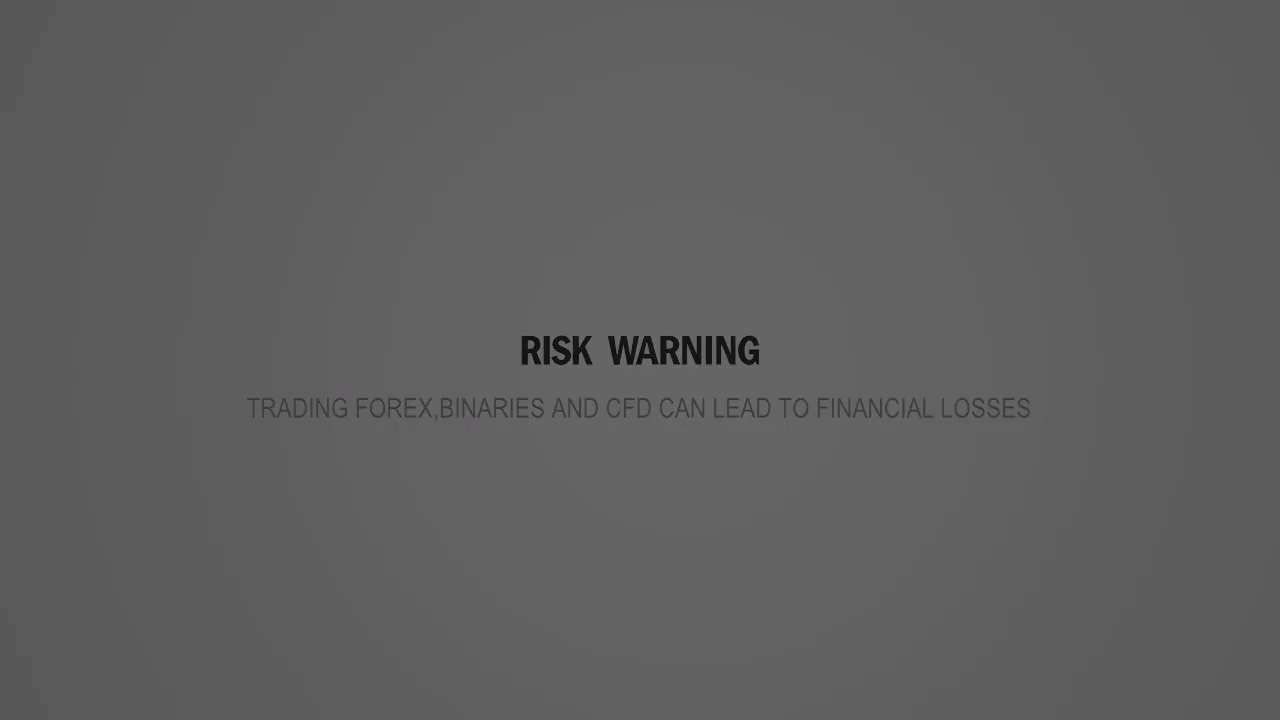 RISK WARNING
TRADING FOREX,BINARIES AND CFD CAN LEAD TO FINANCIAL LOSSES